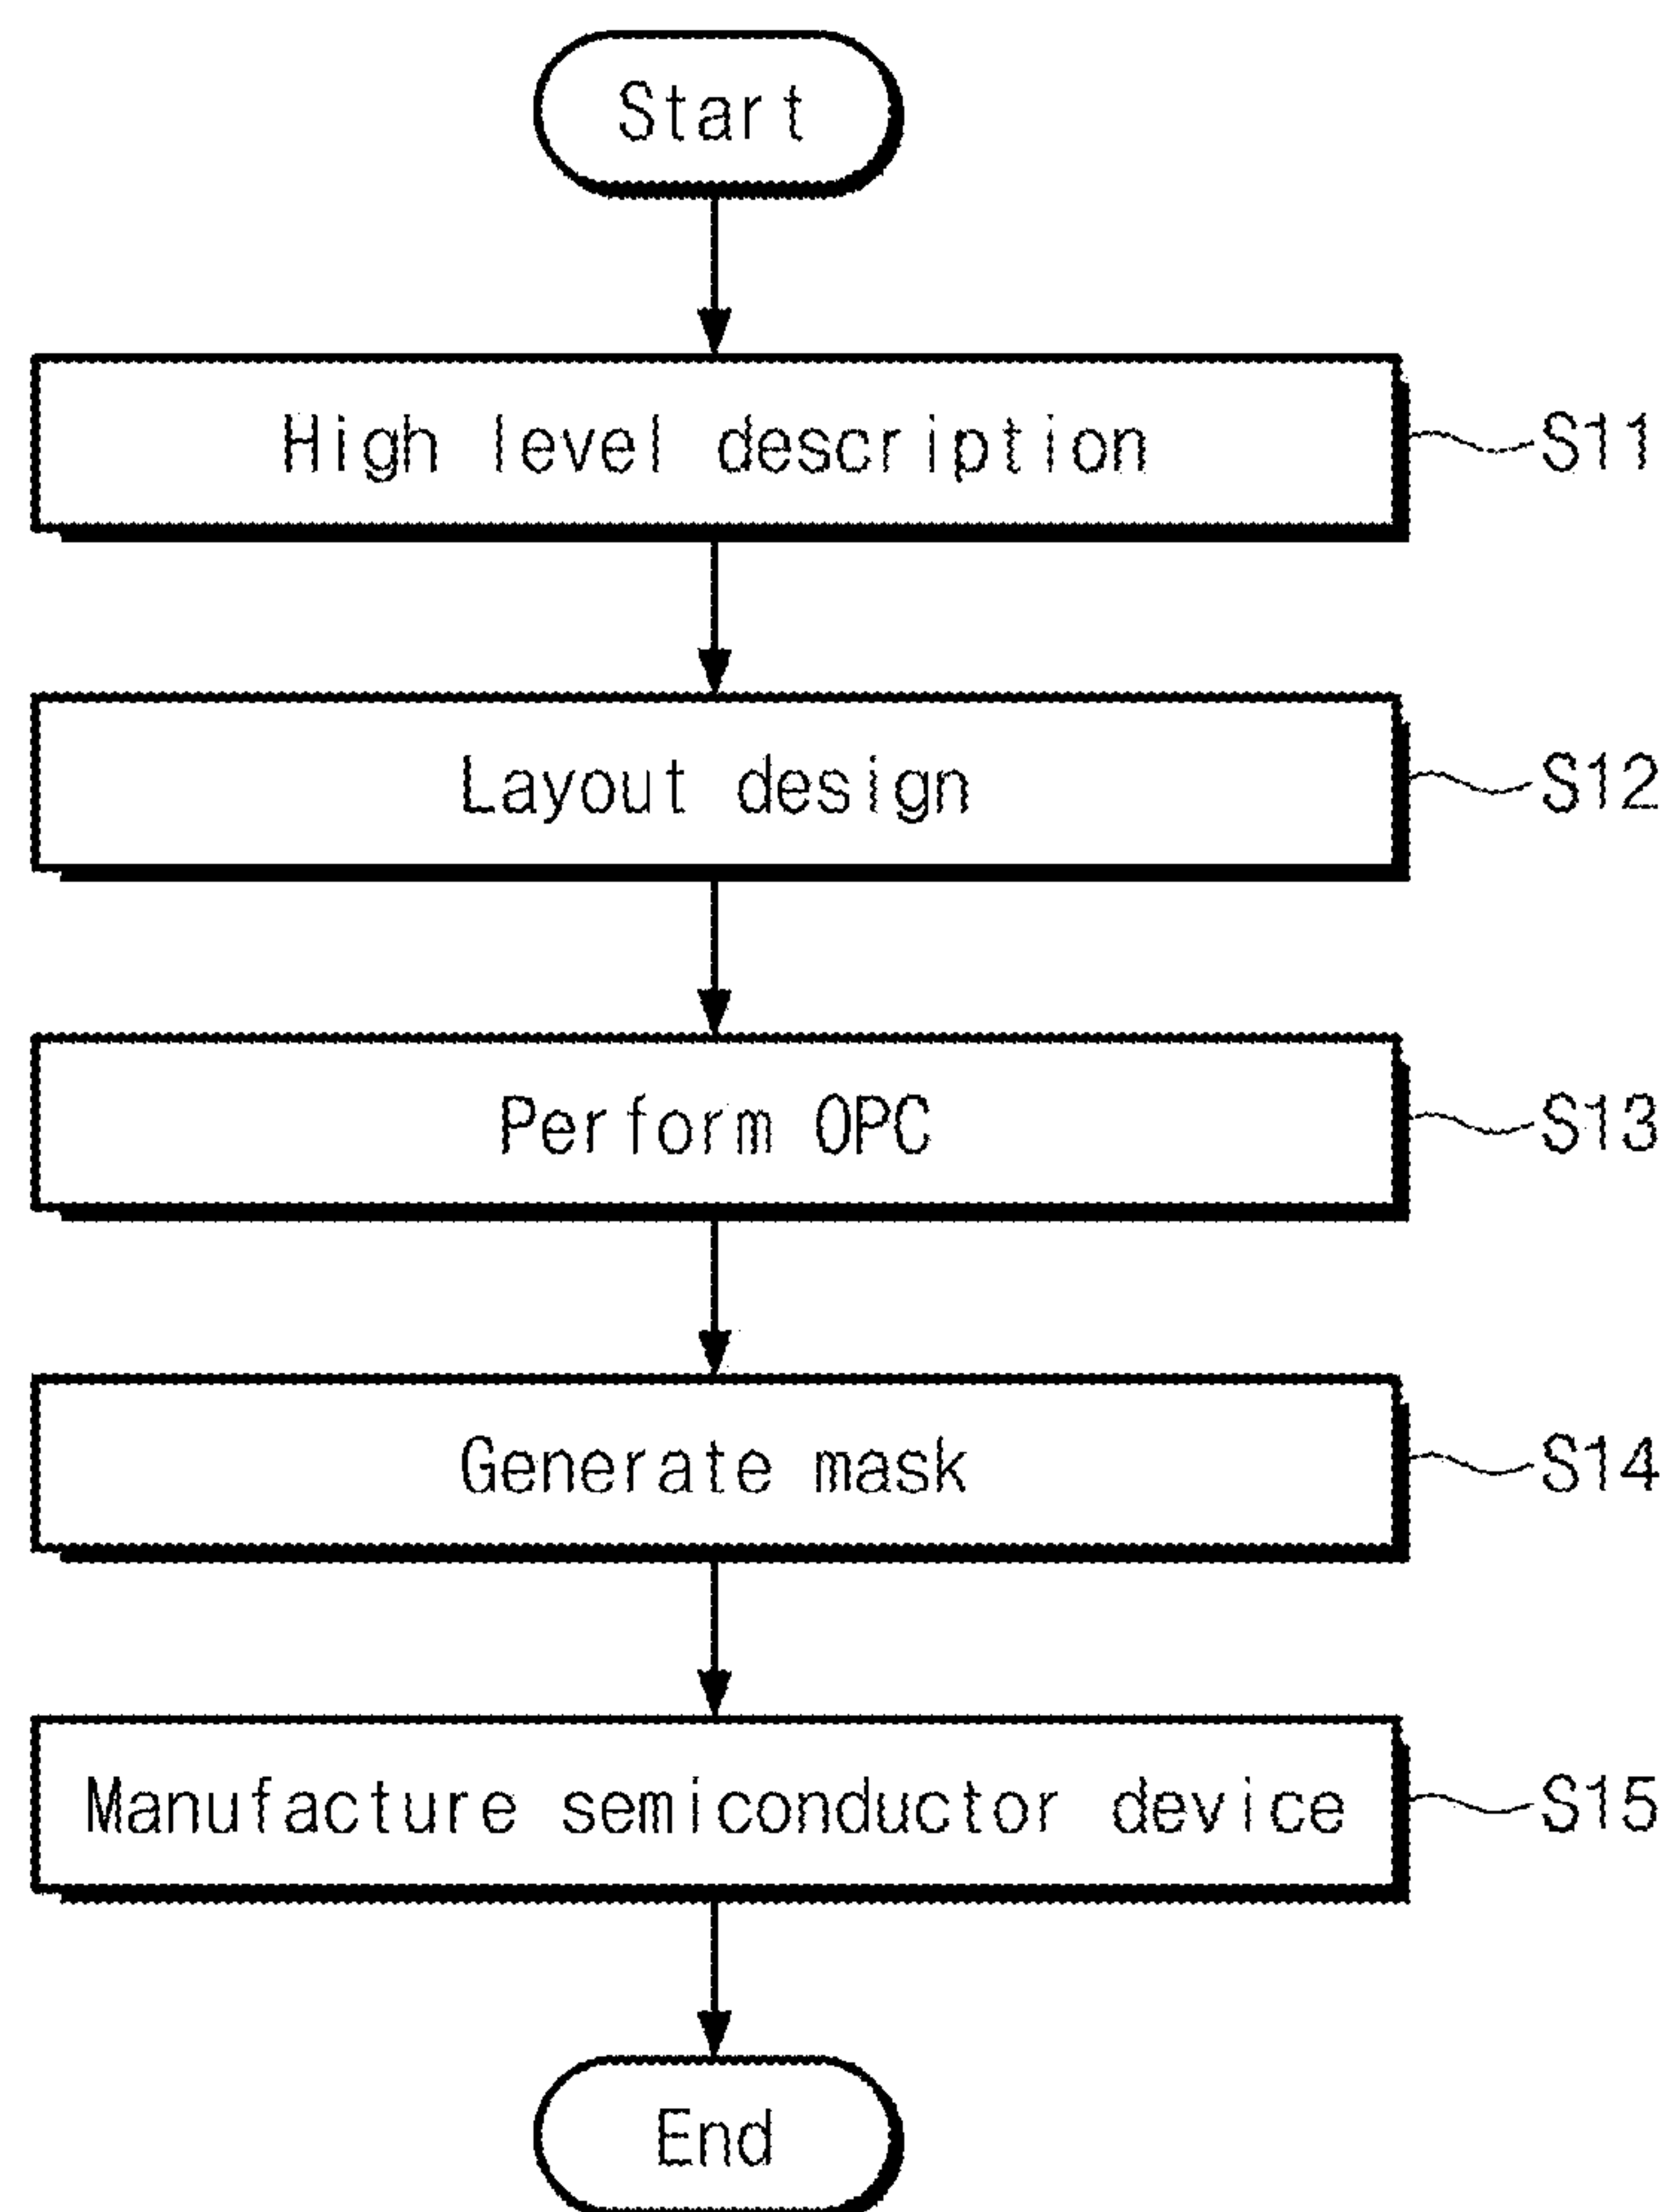 Start
High level description
S11
Layout design
S12
Perform OPC
S13
Generate mask
S14
Manufacture semiconductor device
S15
End